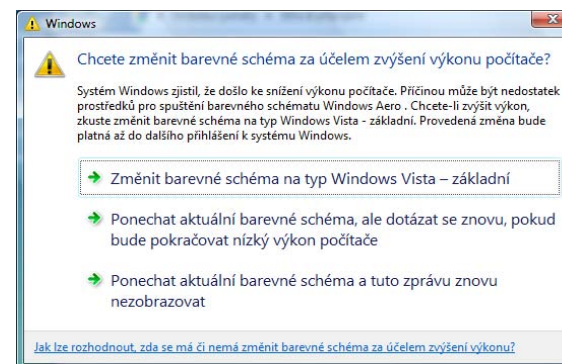 Windows
Chcete změnit barevné schéma za účelem zvýšení výkonu počítače?
Systém Windows zjistil, že došlo ke snížení výkonu počítače. Příčinou může být nedostatek
prostředků pro spuštění barevného schématu Windows Aero . Chcete-li zvýšit výkon,
zkuste změnit barevné schéma na typ Windows Vista - základní. Provedená změna bude
platná až do dalšího přihlášení k systému Windows.
Změnit barevné schéma na typ Windows Vista – základní
Ponechat aktuální barevné schéma, ale dotázat se znovu, pokud
bude pokračovat nízký výkon počítače
Ponechat aktuální barevné schéma a tuto zprávu znovu
nezobrazovat
Jak lze rozhodnout, zda se má či nemá změnit barevné schéma za účelem zvýšení výkonu?